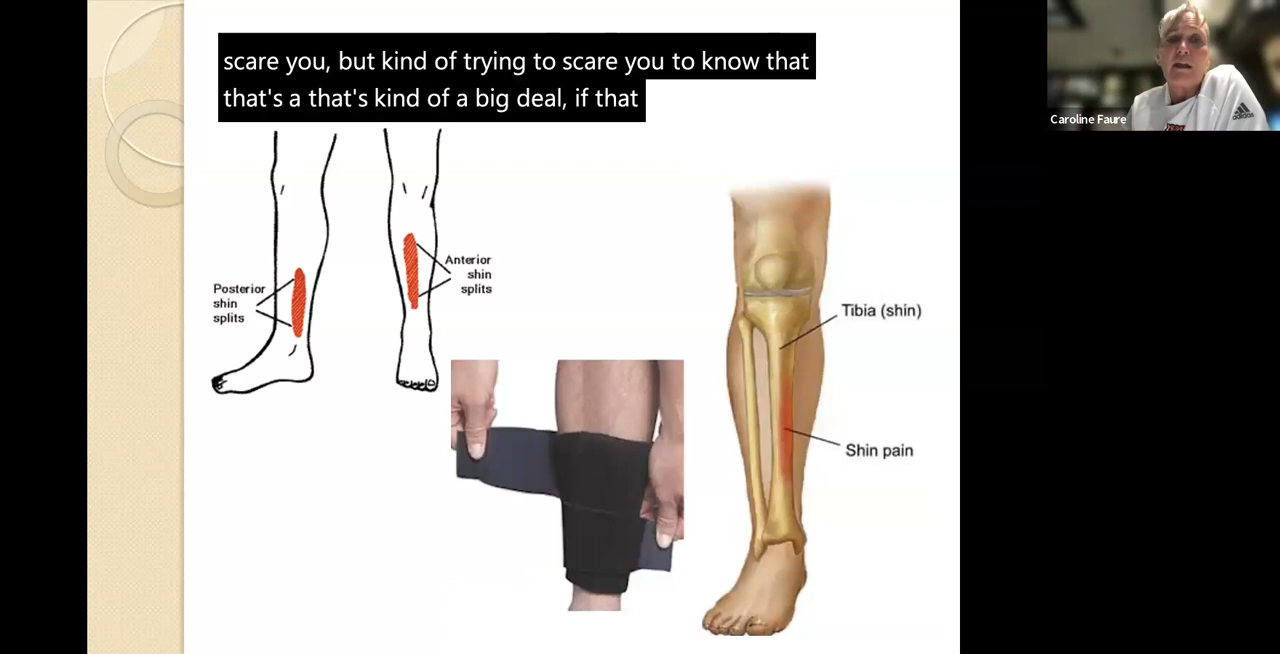 scare you, but kind of trying to scare you to know that
that's a that's kind of a big deal, if that
Caroline Faure
adidas
Posterior
shin
splits
Anterior
shin
splits
Tibia (shin)
Shin pain